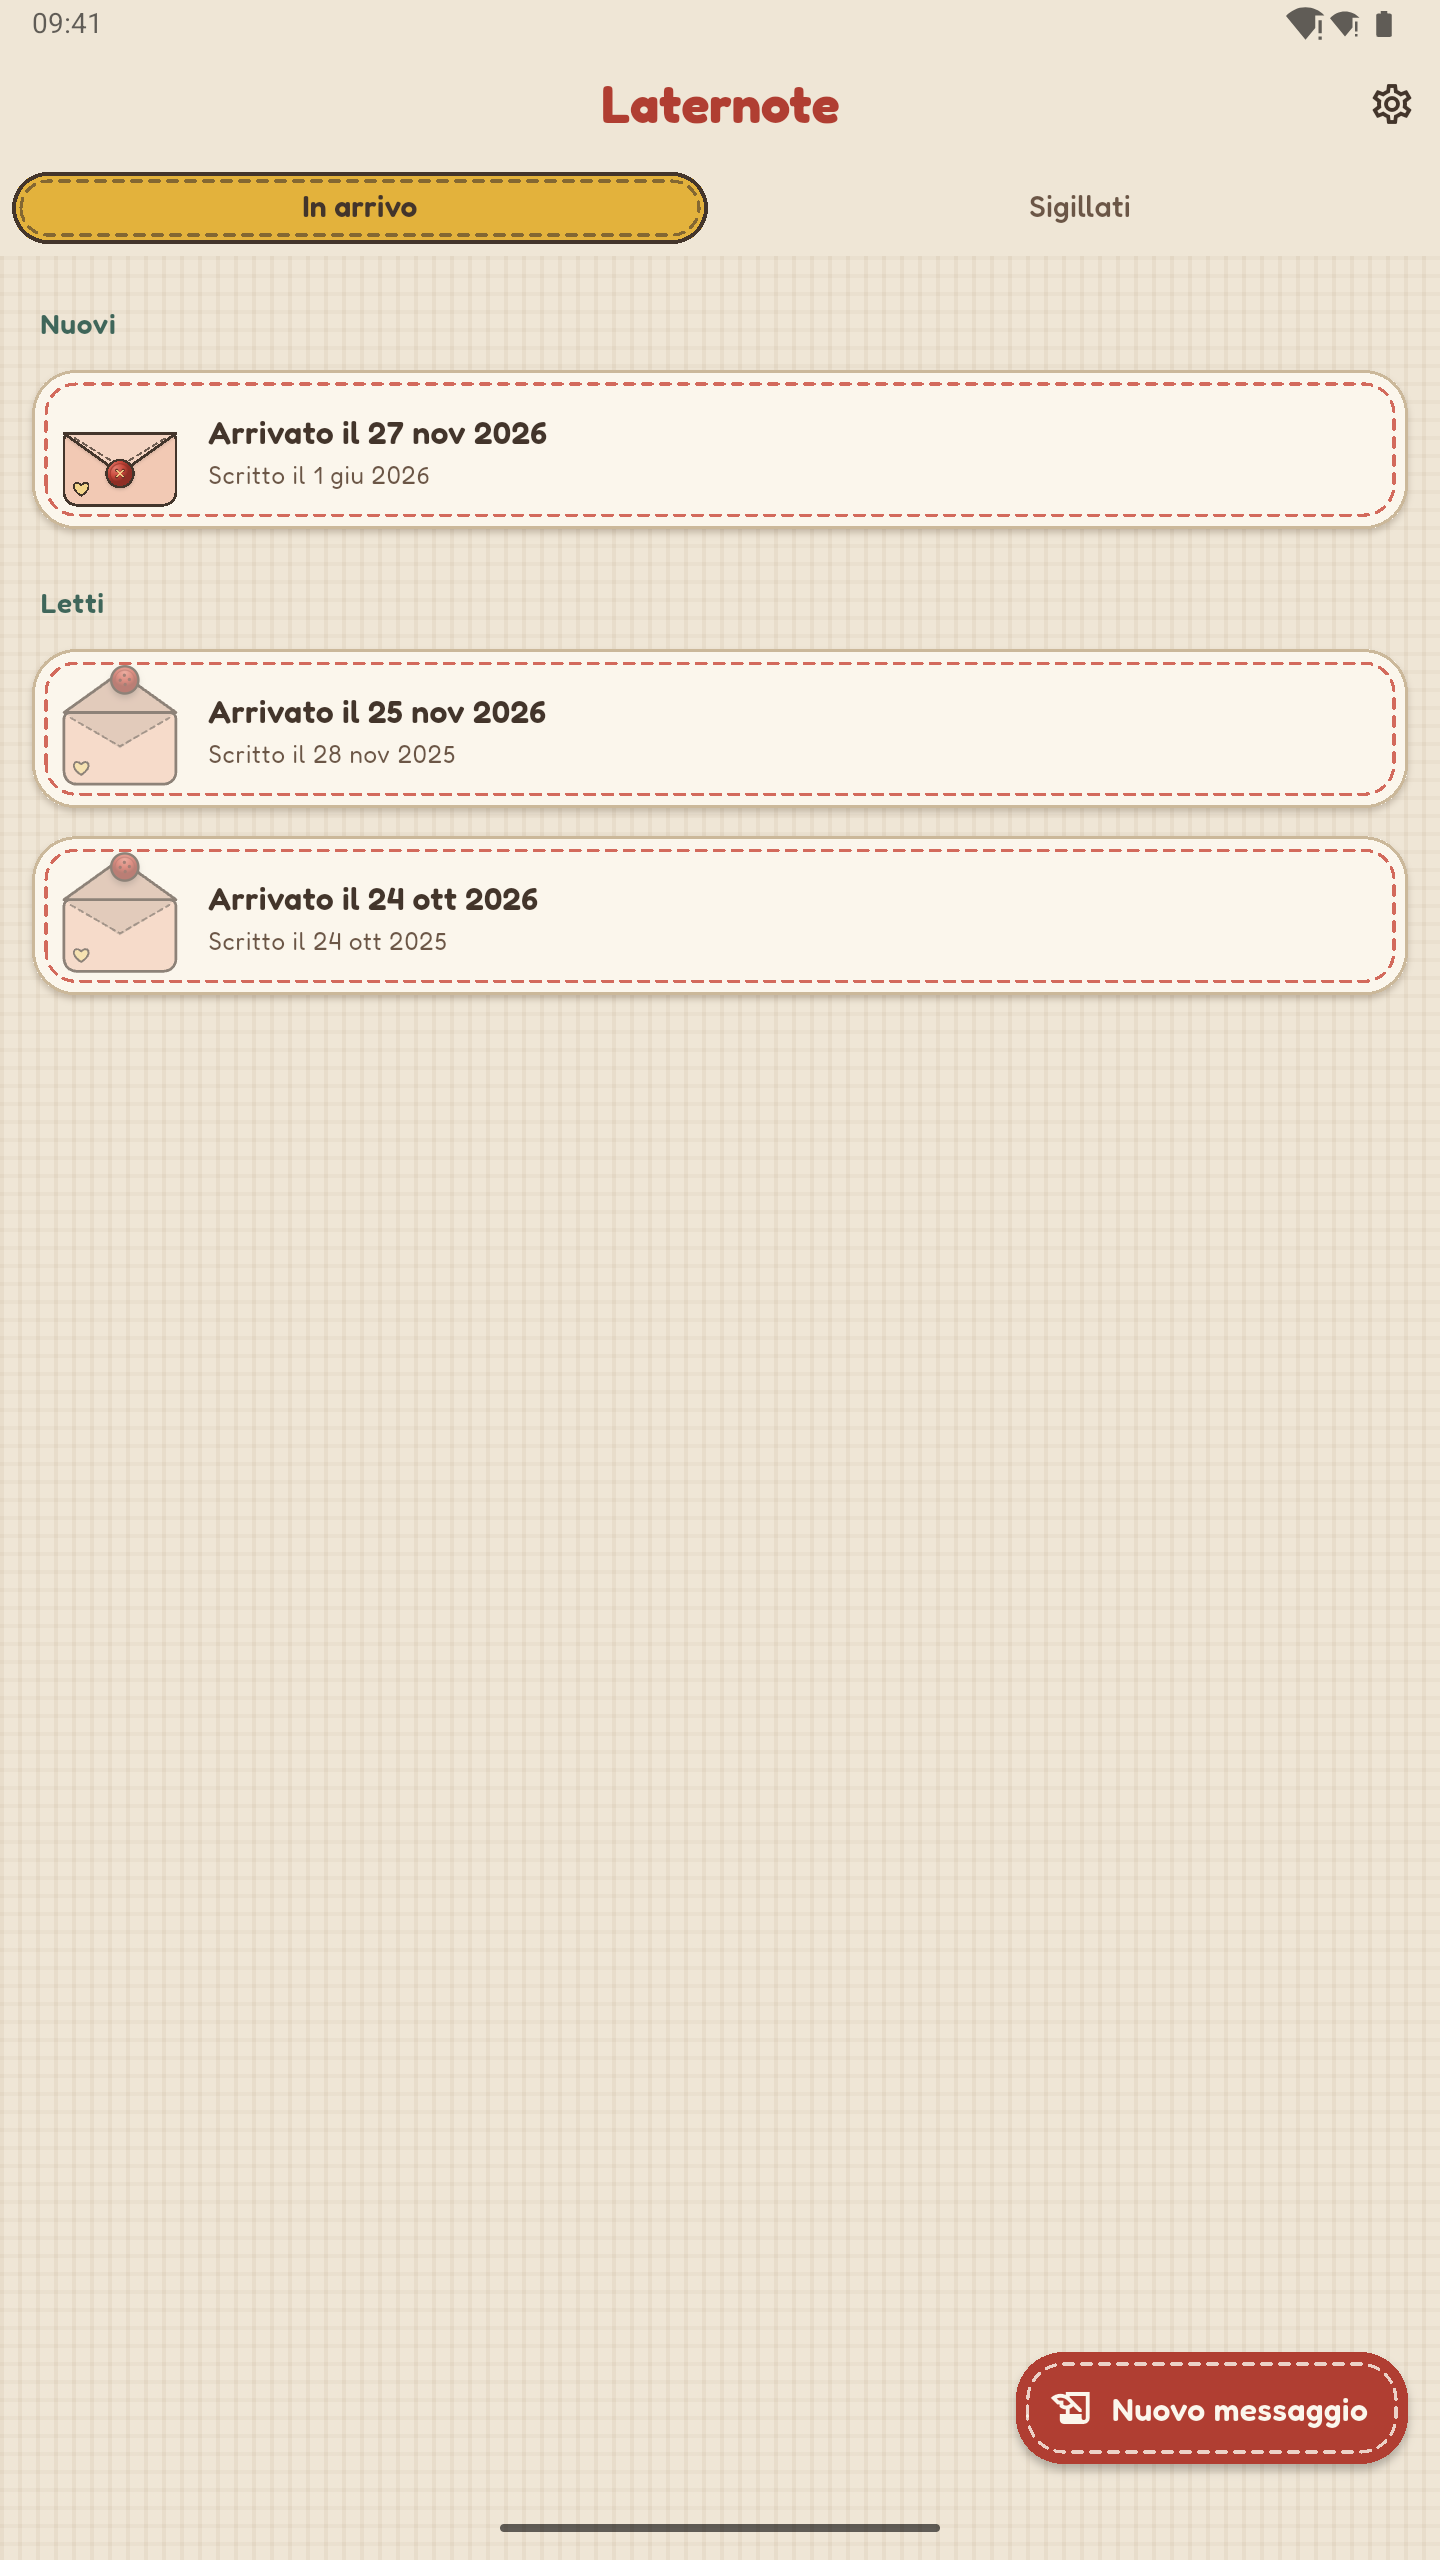 09:41
Laternote
In arrivo
Sigillati
Nuovi
Arrivato il 27 nov 2026
Scritto il 1 giu 2026
Letti
Arrivato il 25 nov 2026
Scritto il 28 nov 2025
Arrivato il 24 ott 2026
Scritto il 24 ott 2025
Nuovo messaggio